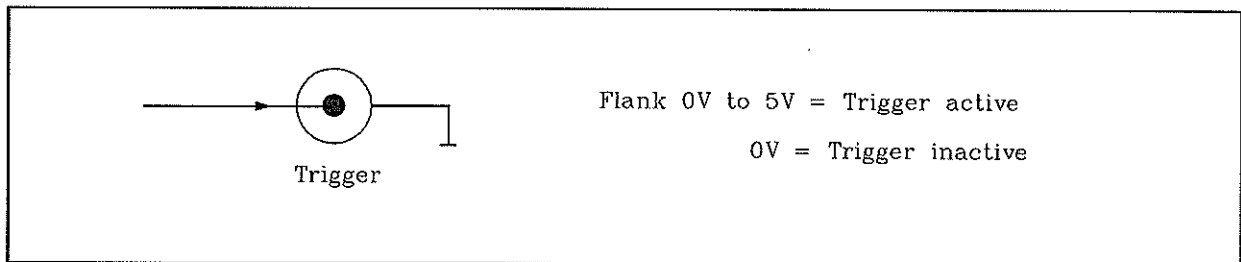 Flank 0V to 5V = Trigger active
0V = Trigger inactive
Trigger